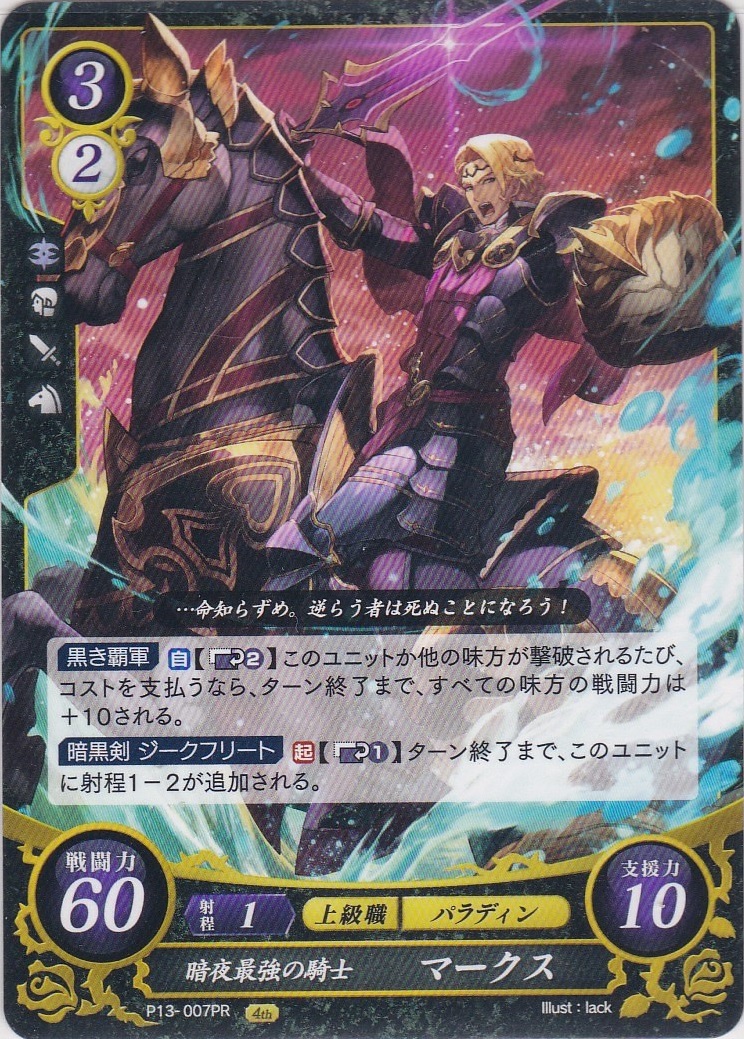 3
2
…命知らずめ。逆らう者は死ぬことになろう!
黒き覇軍 自【2】このユニットか他の味方が撃破されるたび、
コストを支払うなら、ターン終了まで、すべての味方の戦闘力は
+10される。
暗黒剣 ジークフリート 起【1】ターン終了まで、このユニット
に射程1-2が追加される。
戦闘力
60
射程 1
上級職 パラディン
支援力
10
暗夜最強の騎士 マークス
P13-007PR 4th Illust : lack